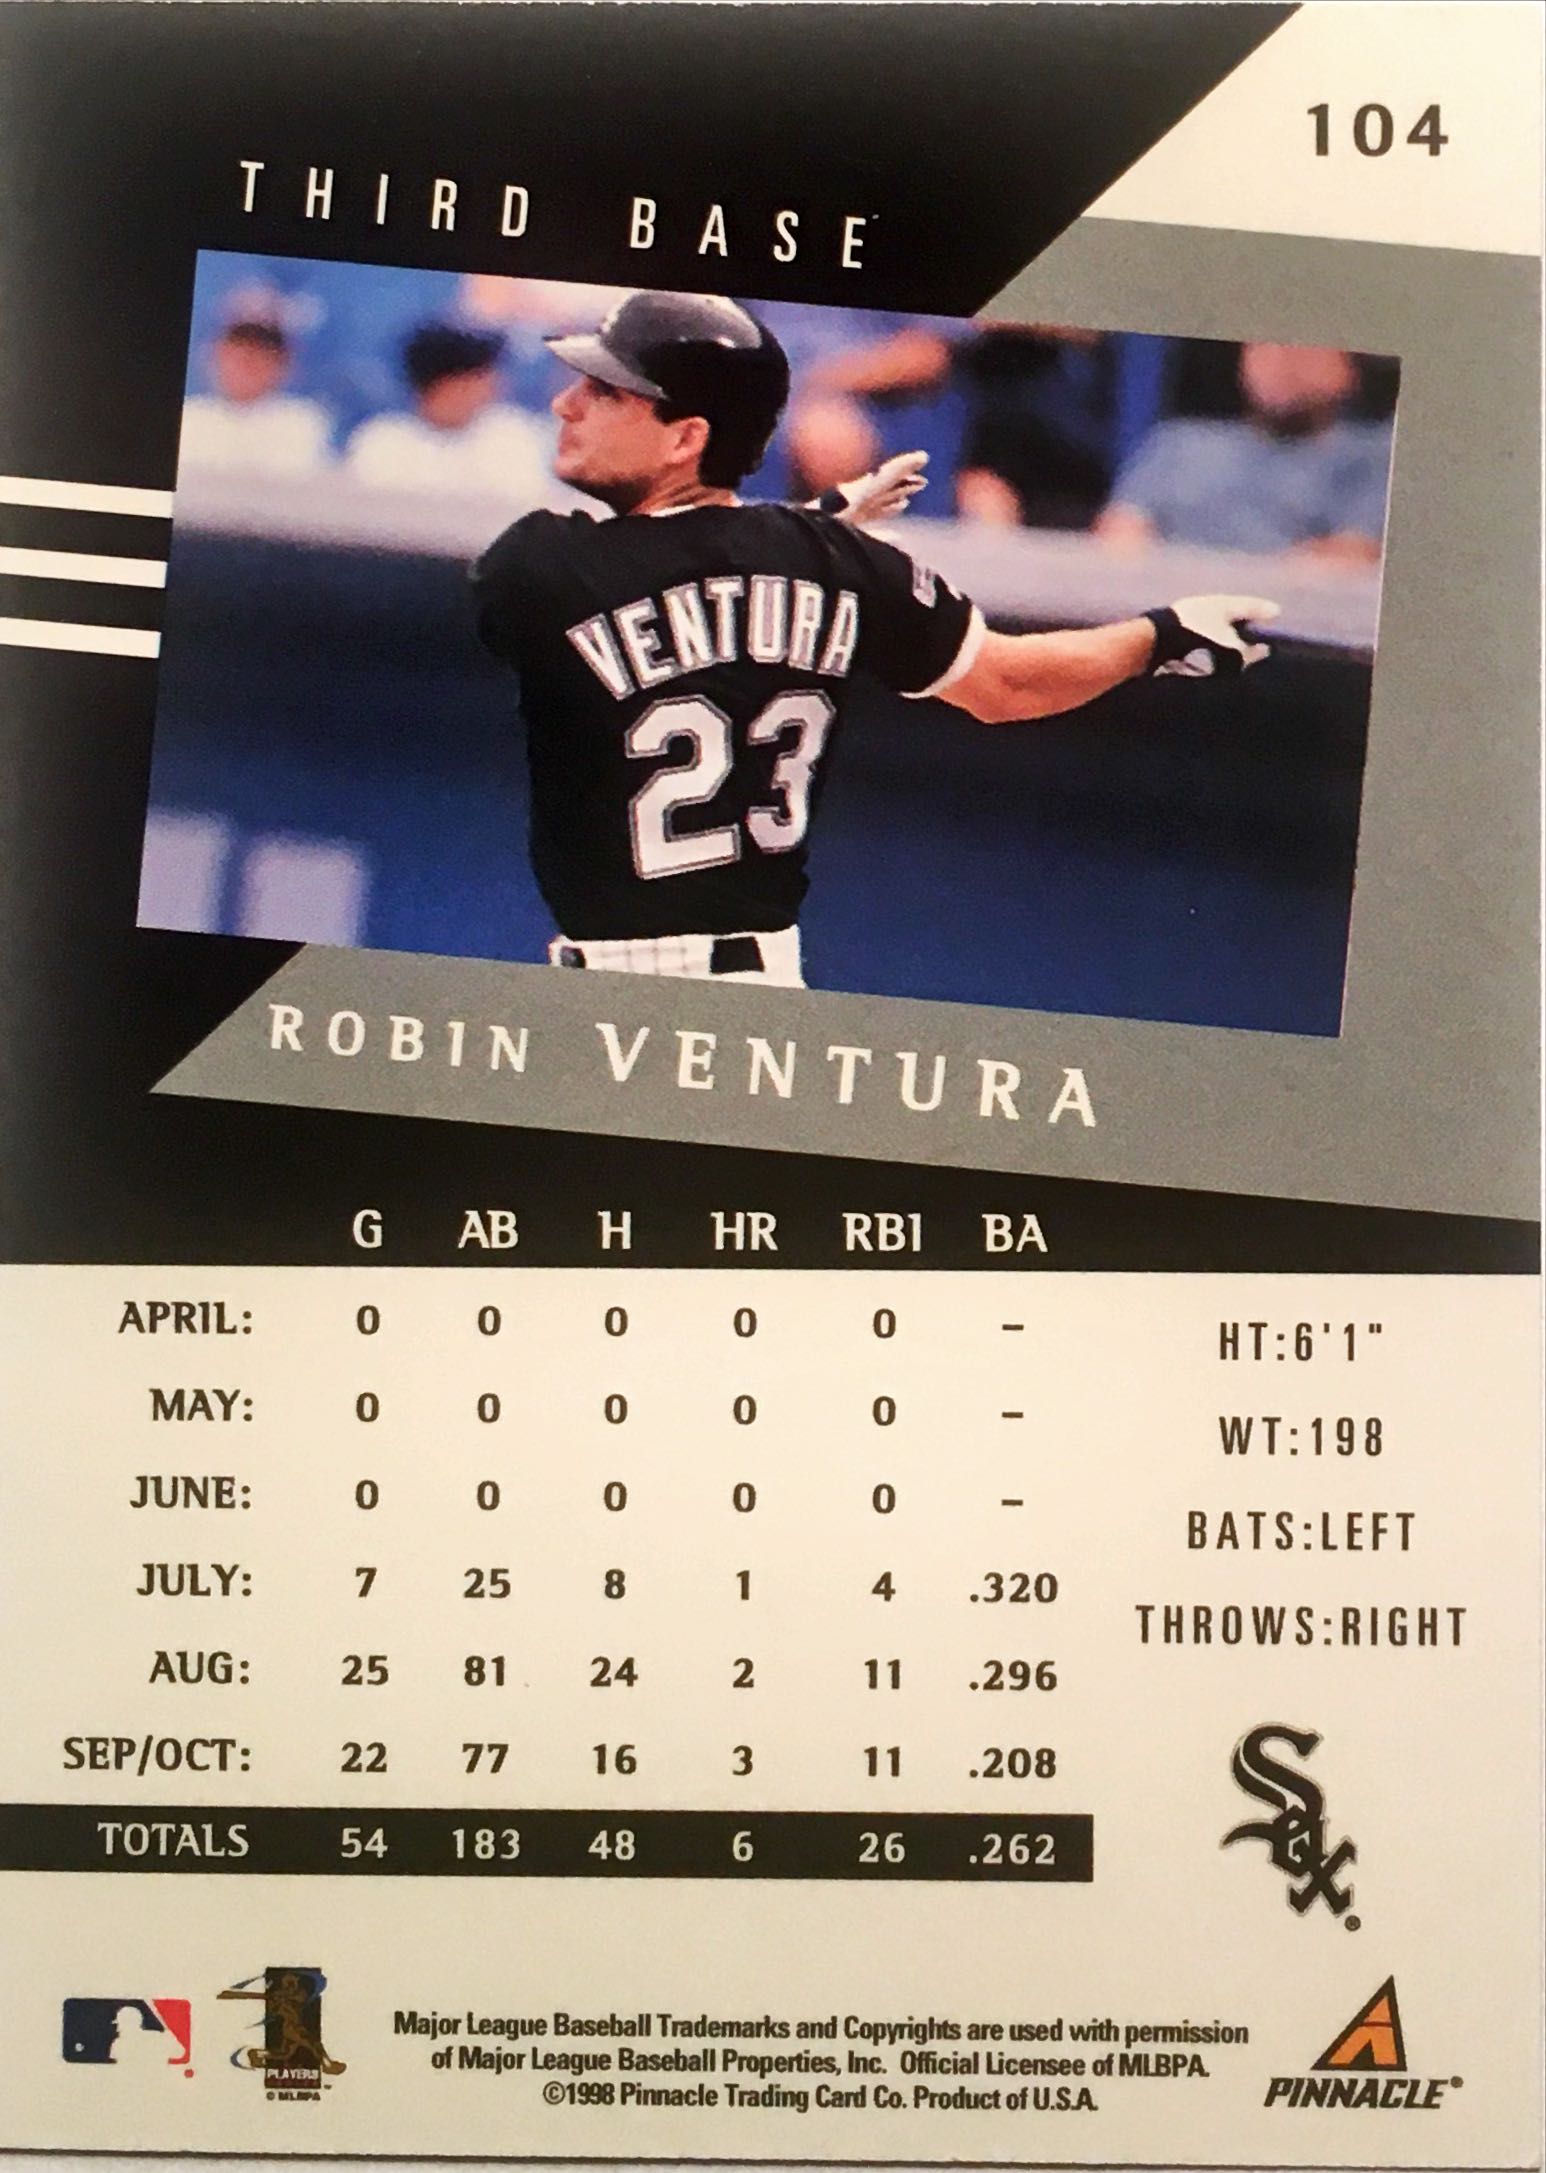 104
THIRD BASE
VENTURA
23
ROBIN VENTURA
G AB H HR RBI BA
APRIL: 0 0 0 0 0 –
MAY: 0 0 0 0 0 –
JUNE: 0 0 0 0 0 –
JULY: 7 25 8 1 4 .320
AUG: 25 81 24 2 11 .296
SEP/OCT: 22 77 16 3 11 .208
TOTALS 54 183 48 6 26 .262
HT:6'1"
WT:198
BATS:LEFT
THROWS:RIGHT
Sox®
PLAYERS
© MLBPA
Major League Baseball Trademarks and Copyrights are used with permission
of Major League Baseball Properties, Inc. Official Licensee of MLBPA.
©1998 Pinnacle Trading Card Co. Product of U.S.A.
PINNACLE®